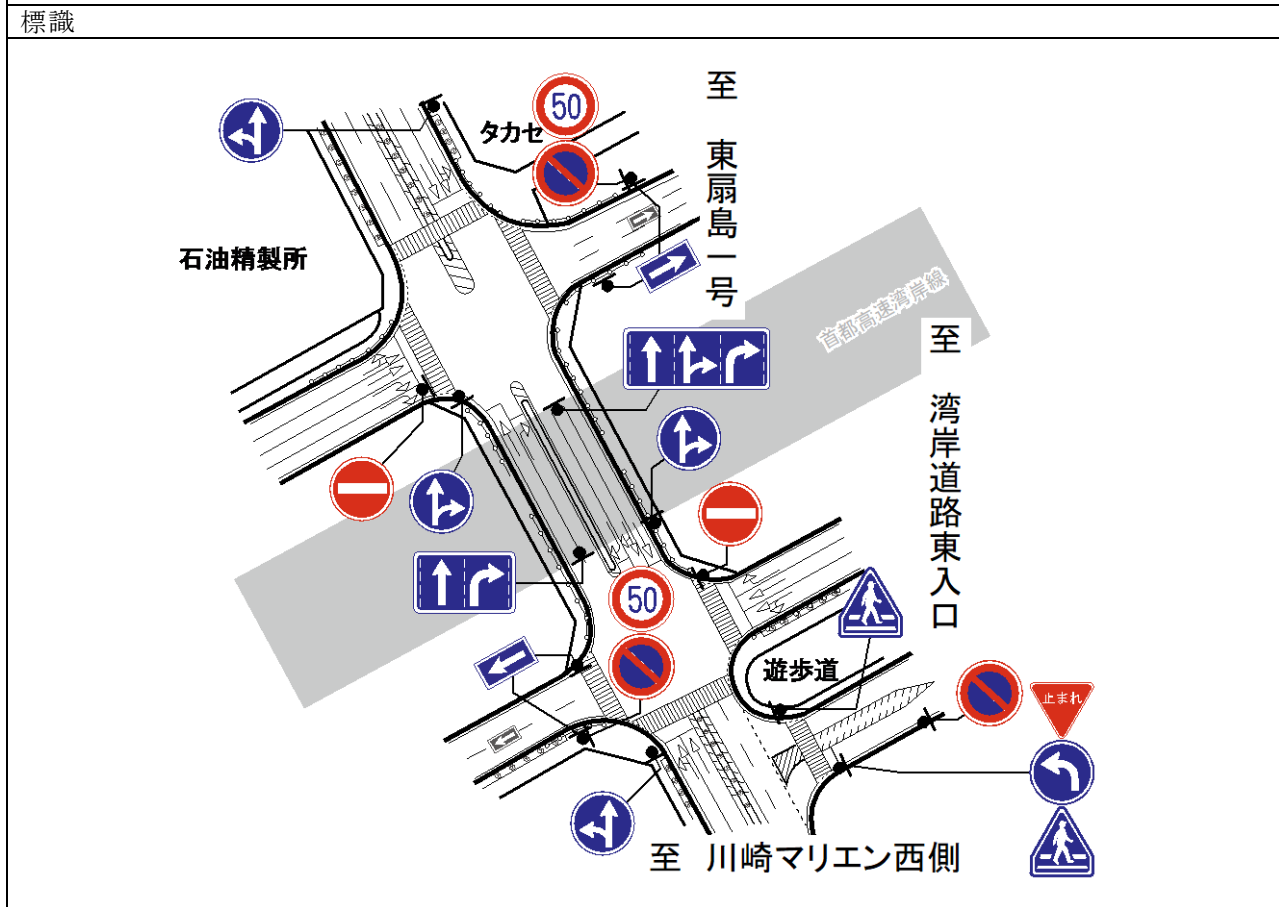 標識
至 東扇島一号
50
タカセ
石油精製所
首都高速湾岸線
至 湾岸道路東入口
50
遊歩道
止まれ
至 川崎マリエン西側